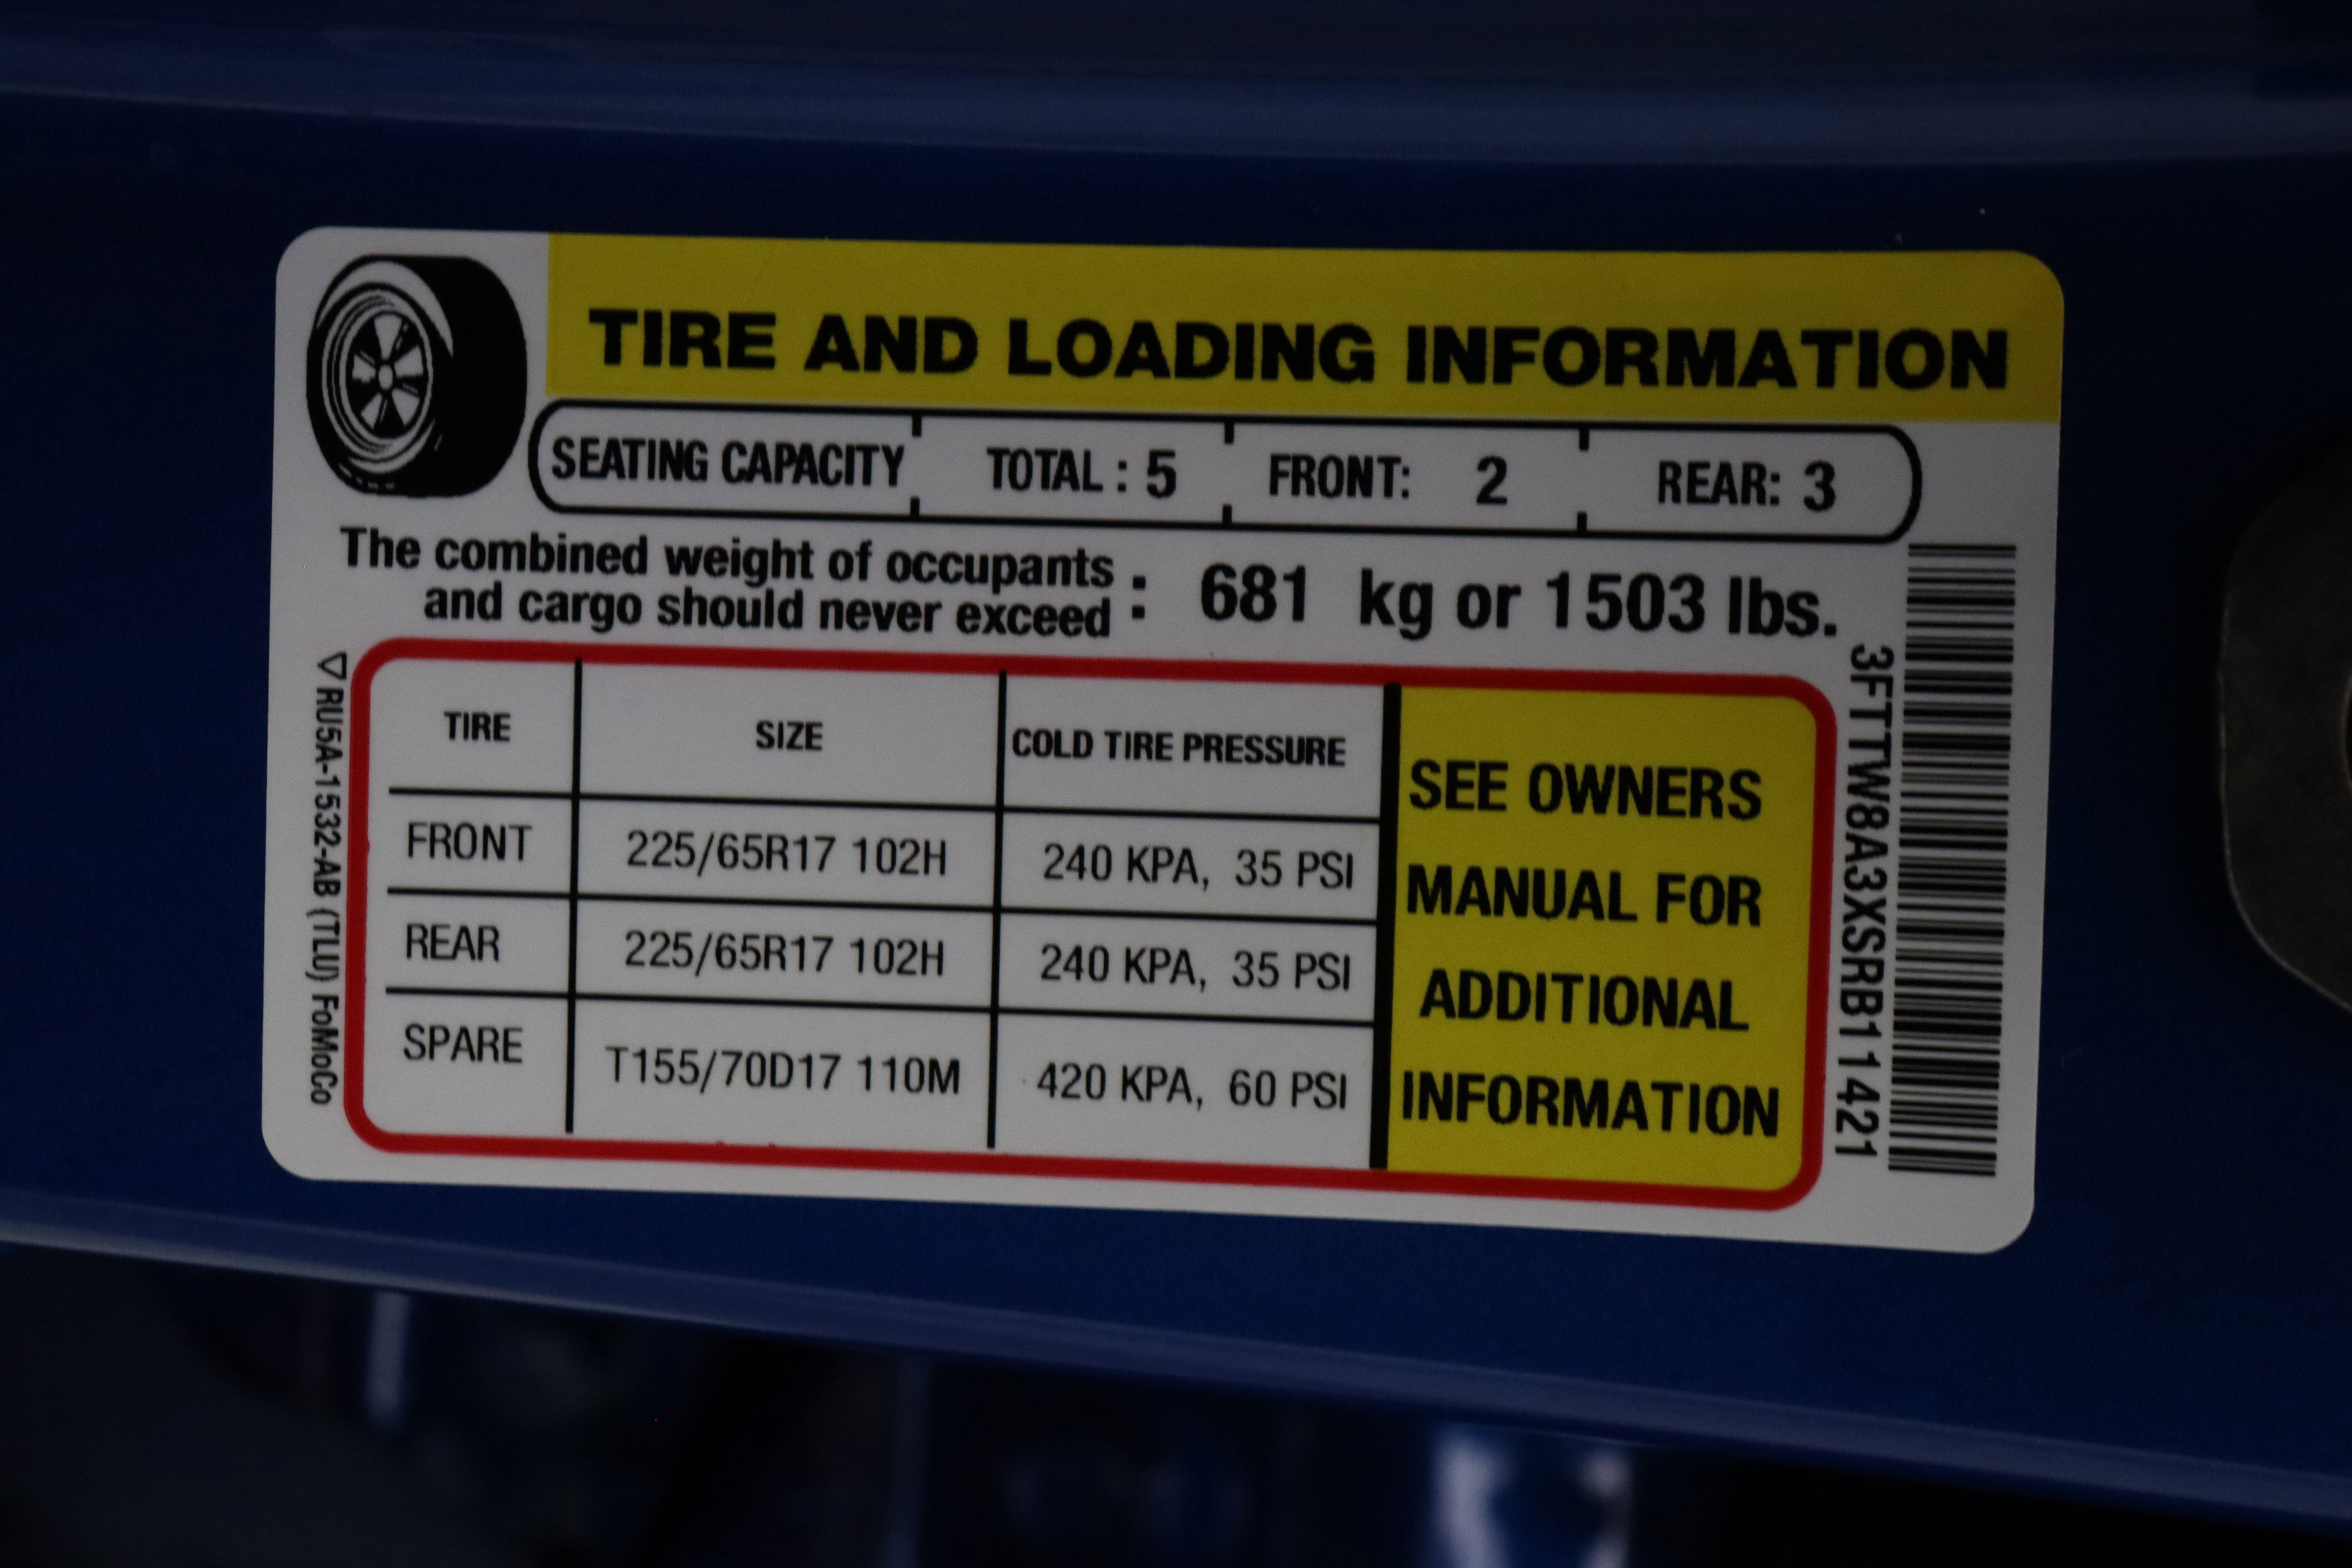 TIRE AND LOADING INFORMATION
SEATING CAPACITY TOTAL : 5 FRONT: 2 REAR: 3
The combined weight of occupants
and cargo should never exceed : 681 kg or 1503 lbs.
TIRE SIZE COLD TIRE PRESSURE
FRONT 225/65R17 102H 240 KPA, 35 PSI
REAR 225/65R17 102H 240 KPA, 35 PSI
SPARE T155/70D17 110M 420 KPA, 60 PSI
SEE OWNERS
MANUAL FOR
ADDITIONAL
INFORMATION
RU5A-1532-AB (TLU) FoMoCo
3FTTW8A3XSRB11421